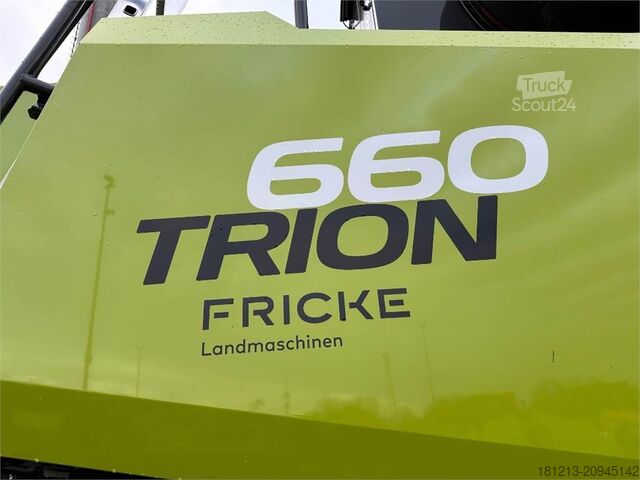 Truck
Scout24
660
TRION
FRICKE
Landmaschinen
181213-20945142